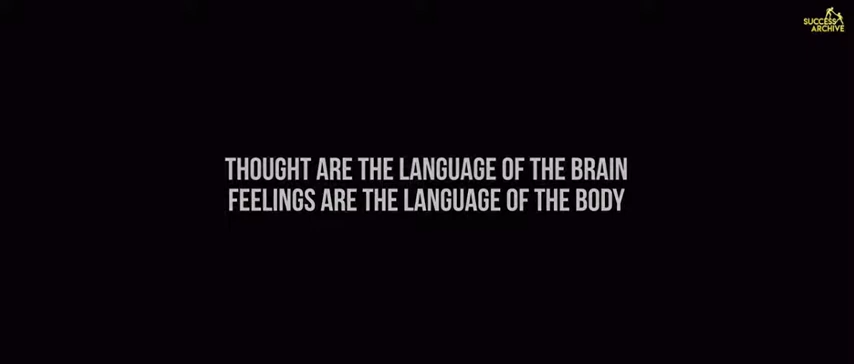 SUCCESS
ARCHIVE
THOUGHT ARE THE LANGUAGE OF THE BRAIN
FEELINGS ARE THE LANGUAGE OF THE BODY